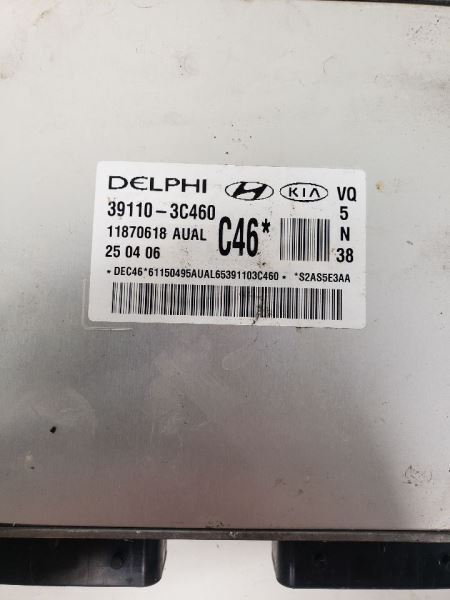 DELPHI KIA VQ
39110-3C460 5
11870618 AUAL C46* N
25 04 06 38
*DEC46*61150495AUAL65391103C460* *S2AS5E3AA